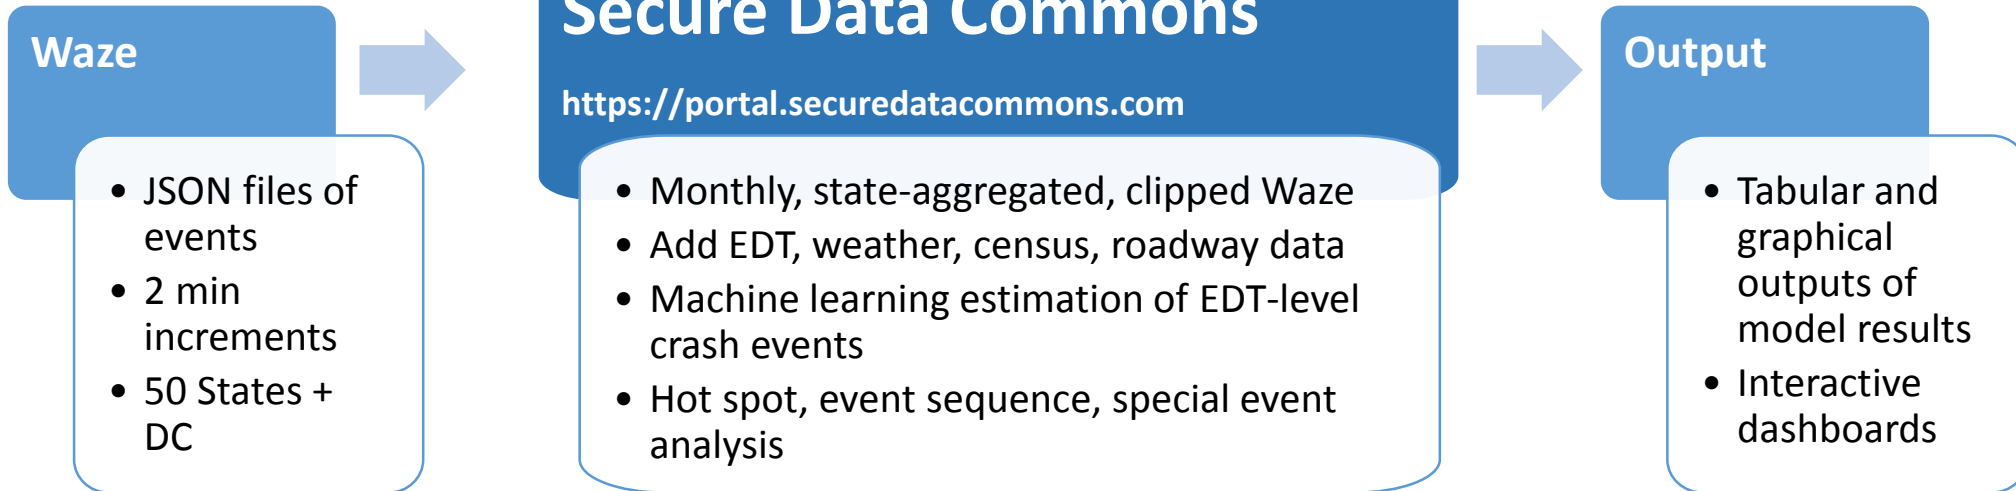 Waze
• JSON files of
events
• 2 min
increments
• 50 States +
DC
Secure Data Commons
https://portal.securedatacommons.com
• Monthly, state-aggregated, clipped Waze
• Add EDT, weather, census, roadway data
• Machine learning estimation of EDT-level
crash events
• Hot spot, event sequence, special event
analysis
Output
• Tabular and
graphical
outputs of
model results
• Interactive
dashboards